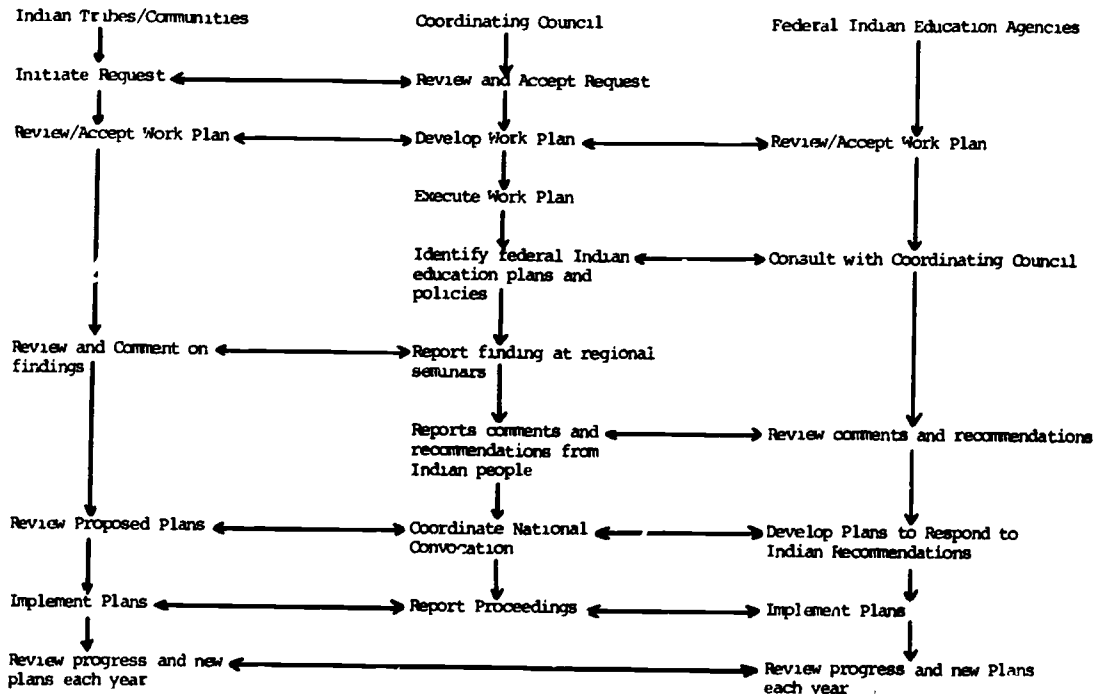 Indian Tribes/Communities
Coordinating Council
Federal Indian Education Agencies
Initiate Request
Review and Accept Request
Review/Accept Work Plan
Develop Work Plan
Review/Accept Work Plan
Execute Work Plan
Identify federal Indian
education plans and
policies
Consult with Coordinating Council
Review and Comment on
findings
Report finding at regional
seminars
Reports comments and
recommendations from
Indian people
Review comments and recommendations
Review Proposed Plans
Coordinate National
Convocation
Develop Plans to Respond to
Indian Recommendations
Implement Plans
Report Proceedings
Implement Plans
Review progress and new
plans each year
Review progress and new Plans
each year